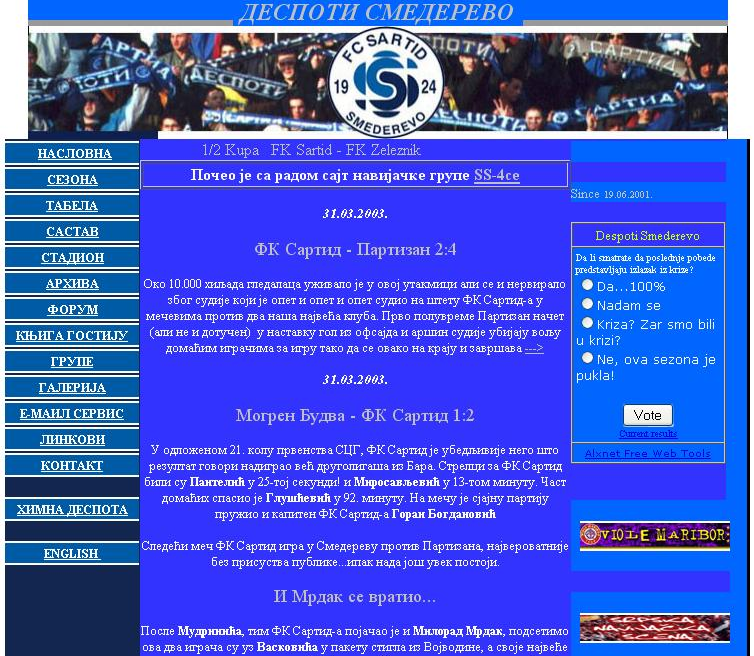 ДЕСПОТИ СМЕДЕРЕВО
АРТИД
ДЕСПОТИ
FC SARTID
19 24
SMEDEREVO
САРТИД
1/2 Kupa FK Sartid - FK Zeleznik
Почео је са радом сајт навијачке групе SS-4ce
НАСЛОВНА
СЕЗОНА
ТАБЕЛА
САСТАВ
СТАДИОН
АРХИВА
ФОРУМ
КЊИГА ГОСТИЈУ
ГРУПЕ
ГАЛЕРИЈА
Е-МАИЛ СЕРВИС
ЛИНКОВИ
КОНТАКТ
ХИМНА ДЕСПОТА
ENGLISH
31.03.2003.
ФК Сартид - Партизан 2:4
Око 10.000 хиљада гледалаца уживало је у овој утакмици али се и нервирало
због судије који је опет и опет и опет судио на штету ФК Сартид-а у
мечевима против два наша највећа клуба. Прво полувреме Партизан начет
(али не и дотучен) у наставку гол из офсајда и аршин судије убијају вољу
домаћим играчима за игру тако да се овако на крају и завршава --->
31.03.2003.
Могрен Будва - ФК Сартид 1:2
У одложеном 21. колу првенства СЦГ, ФК Сартид је убедљивије него што
резултат говори надиграо већ друголигаша из Бара. Стрелци за ФК Сартид
били су Пантелић у 25-тој секунди! и Миросављевић у 13-том минуту. Част
домаћих спасио је Глушћевић у 92. минуту. На мечу је сјајну партију
пружио и капитен ФК Сартид-а Горан Богдановић
Следећи меч ФК Сартид игра у Смедереву против Партизана, највероватније
без присуства публике...ипак нада још увек постоји.
И Мрдак се вратио...
После Мудринића, тим ФК Сартид-а појачао је и Милорад Мрдак, подсетимо
ова два играча су уз Васковића у пакету стигла из Војводине, а своје највеће
Since 19.06.2001.
Despoti Smederevo
Da li smatrate da poslednje pobede
predstavljaju izlazak iz krize?
Da...100%
Nadam se
Kriza? Zar smo bili
u krizi?
Ne, ova sezona je
pukla!
Vote
Current results
Alxnet Free Web Tools
VIOLE MARIBOR